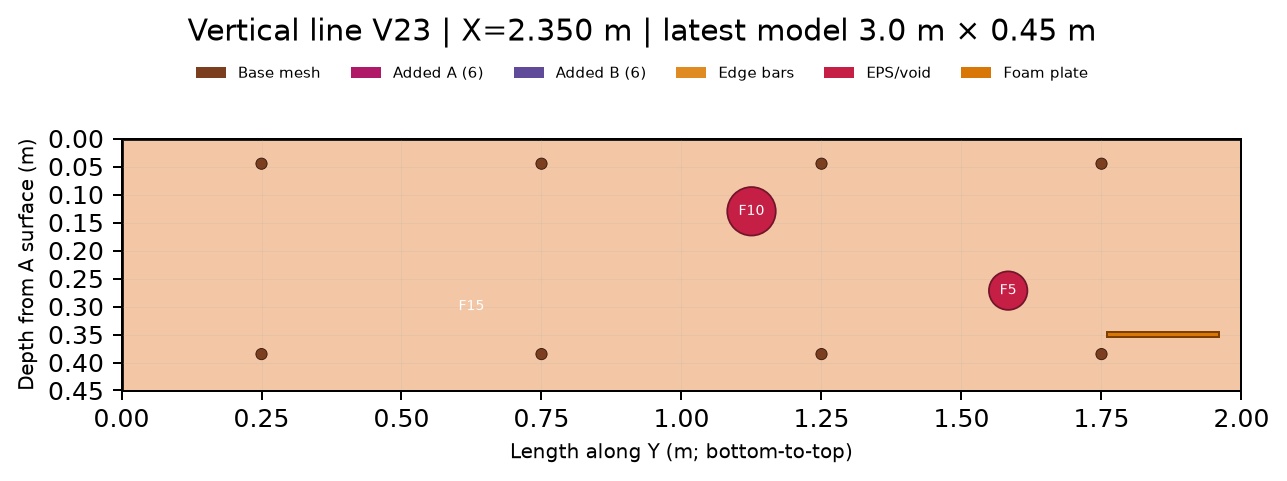 Vertical line V23 | X=2.350 m | latest model 3.0 m × 0.45 m
Base mesh Added A (6) Added B (6) Edge bars EPS/void Foam plate
Depth from A surface (m)
0.00
0.05
0.10
0.15
0.20
0.25
0.30
0.35
0.40
0.45
F10
F5
F15
0.00 0.25 0.50 0.75 1.00 1.25 1.50 1.75 2.00
Length along Y (m; bottom-to-top)